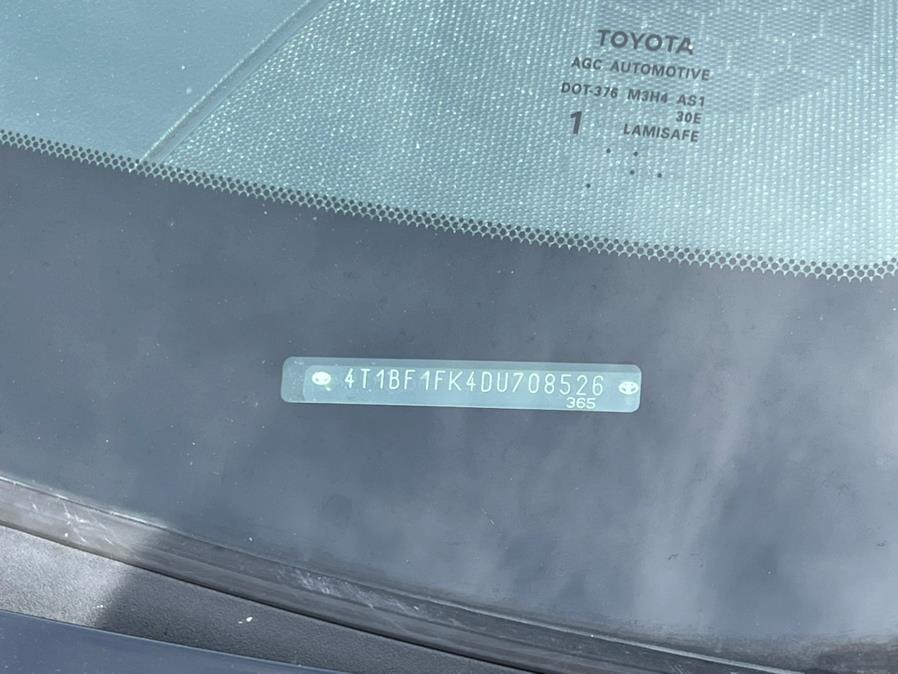 TOYOTA
AGC AUTOMOTIVE
DOT-376 M3H4 AS1
30E
1 LAMISAFE
4T1BF1FK4DU708526
365